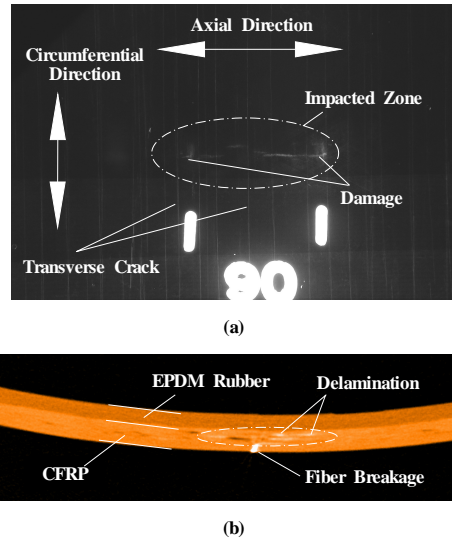 Axial Direction
Circumferential
Direction
Impacted Zone
Damage
Transverse Crack
90
(a)
EPDM Rubber
Delamination
CFRP
Fiber Breakage
(b)